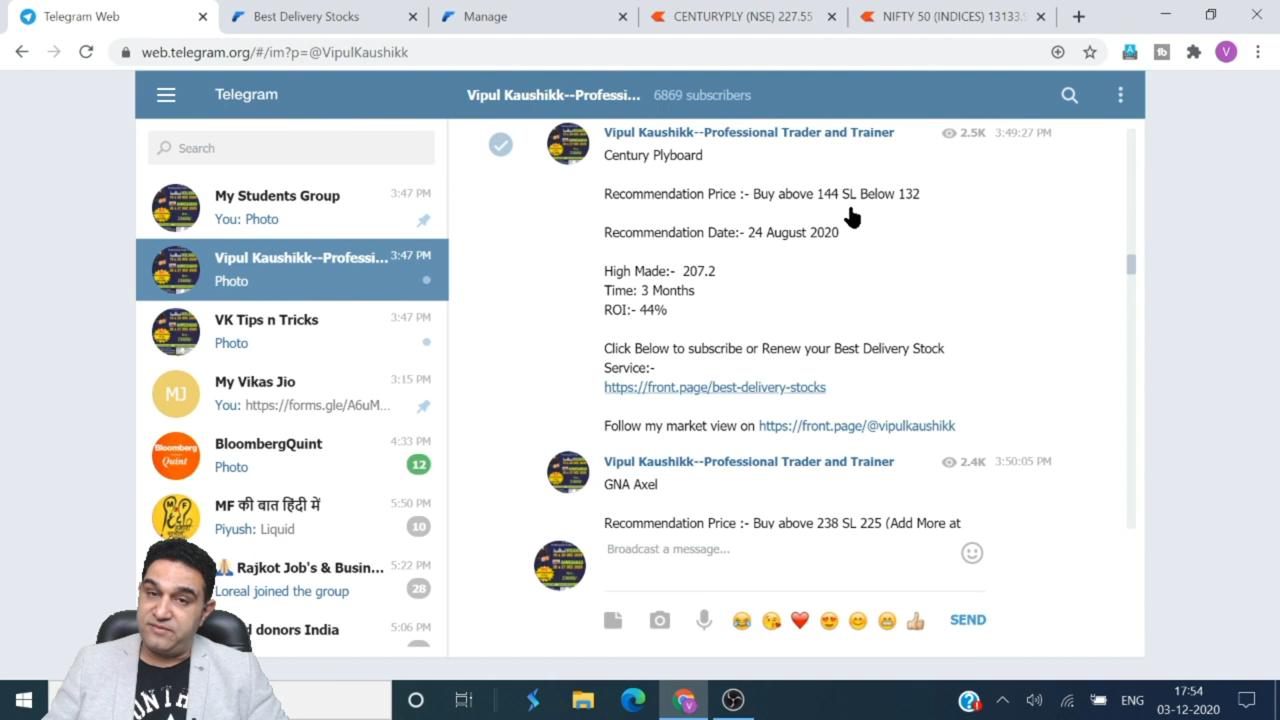 Telegram Web
Best Delivery Stocks
Manage
CENTURYPLY (NSE) 227.55
NIFTY 50 (INDICES) 13133.
web.telegram.org/#/im?p=@VipulKaushikk
V
Telegram
Vipul Kaushikk--Professi...
6869 subscribers
Search
My Students Group
3:47 PM
You: Photo
Vipul Kaushikk--Professi...
3:47 PM
Photo
VK Tips n Tricks
3:47 PM
Photo
MJ
My Vikas Jio
3:15 PM
You: https://forms.gle/A6uM...
Bloomberg
Quint
BloombergQuint
4:33 PM
Photo
12
MF की बात हिंदी में
5:50 PM
Piyush: Liquid
10
Rajkot Job's & Busin...
5:22 PM
Loreal joined the group
28
d donors India
5:06 PM
Vipul Kaushikk--Professional Trader and Trainer
2.5K 3:49:27 PM
Century Plyboard
Recommendation Price :- Buy above 144 SL Below 132
Recommendation Date:- 24 August 2020
High Made:- 207.2
Time: 3 Months
ROI:- 44%
Click Below to subscribe or Renew your Best Delivery Stock
Service:-
https://front.page/best-delivery-stocks
Follow my market view on https://front.page/@vipulkaushikk
Vipul Kaushikk--Professional Trader and Trainer
2.4K 3:50:05 PM
GNA Axel
Recommendation Price :- Buy above 238 SL 225 (Add More at
Broadcast a message...
SEND
ENG
17:54
03-12-2020